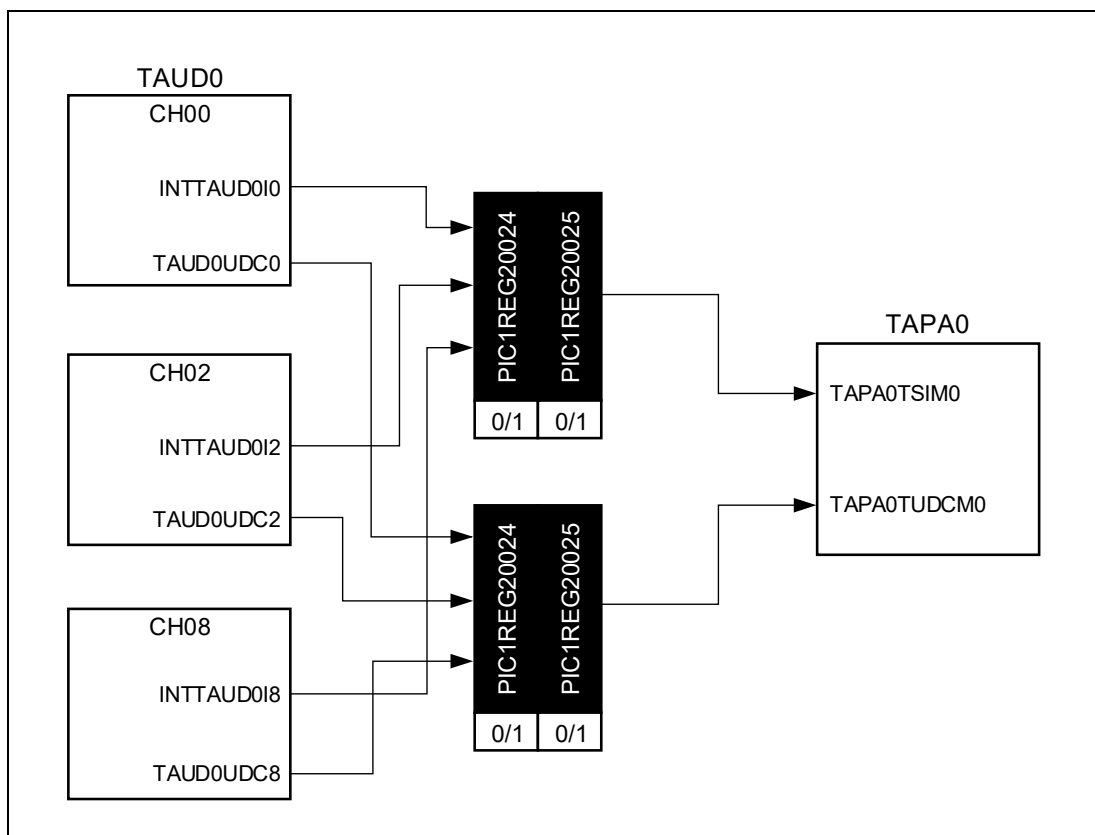 TAUD0
CH00
INTTAUD0I0
TAUD0UDC0
CH02
INTTAUD0I2
TAUD0UDC2
CH08
INTTAUD0I8
TAUD0UDC8
PIC1REG20024
PIC1REG20025
0/1 0/1
PIC1REG20024
PIC1REG20025
0/1 0/1
TAPA0
TAPA0TSIM0
TAPA0TUDCM0